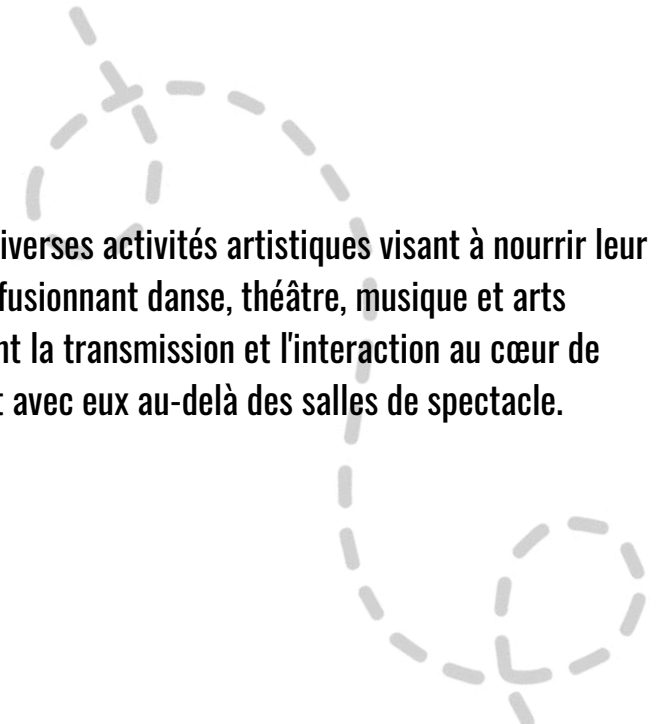 iverses activités artistiques visant à nourrir leur
fusionnant danse, théâtre, musique et arts
nt la transmission et l'interaction au cœur de
t avec eux au-delà des salles de spectacle.